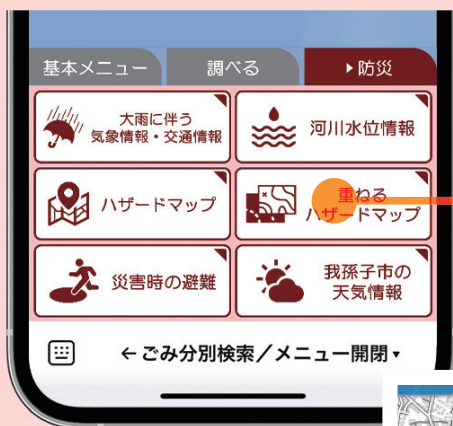 基本メニュー 調べる ▸防災
大雨に伴う
気象情報・交通情報
河川水位情報
ハザードマップ
重ねる
ハザードマップ
災害時の避難
我孫子市の
天気情報
←ごみ分別検索/メニュー開閉▾